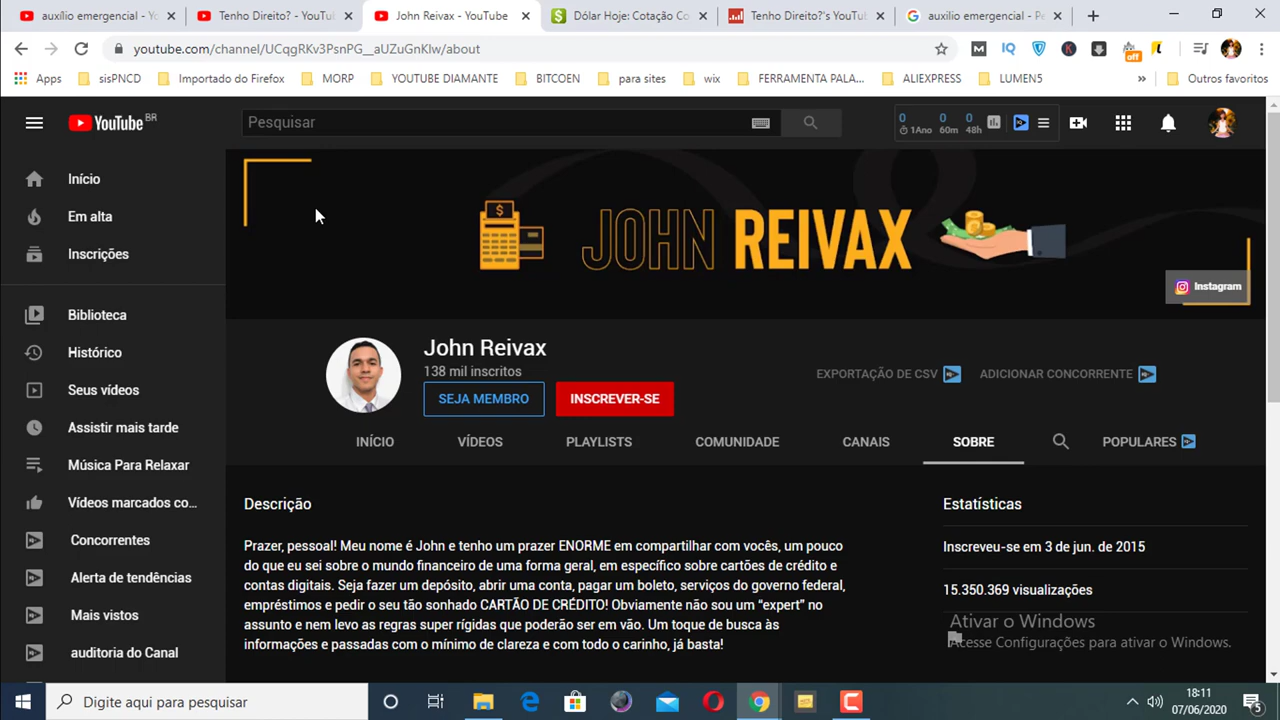 auxilio emergencial - Yo
Tenho Direito? - YouTu
John Reivax - YouTube
Dólar Hoje: Cotação Co
Tenho Direito?'s YouTu
auxilio emergencial - Pe
youtube.com/channel/UCqgRKv3PsnPG__aUZuGnKIw/about
off
Apps
sisPNCD
Importado do Firefox
MORP
YOUTUBE DIAMANTE
BITCOEN
para sites
wix
FERRAMENTA PALA...
ALIEXPRESS
LUMEN5
Outros favoritos
YouTube BR
Pesquisar
0 0 0
1Ano 60m 48h
Início
Em alta
Inscrições
Biblioteca
Histórico
Seus vídeos
Assistir mais tarde
Música Para Relaxar
Vídeos marcados co...
Concorrentes
Alerta de tendências
Mais vistos
auditoria do Canal
JOHN REIVAX
Instagram
John Reivax
138 mil inscritos
SEJA MEMBRO
INSCREVER-SE
EXPORTAÇÃO DE CSV
ADICIONAR CONCORRENTE
INÍCIO
VÍDEOS
PLAYLISTS
COMUNIDADE
CANAIS
SOBRE
POPULARES
Descrição
Prazer, pessoal! Meu nome é John e tenho um prazer ENORME em compartilhar com vocês, um pouco
do que eu sei sobre o mundo financeiro de uma forma geral, em específico sobre cartões de crédito e
contas digitais. Seja fazer um depósito, abrir uma conta, pagar um boleto, serviços do governo federal,
empréstimos e pedir o seu tão sonhado CARTÃO DE CRÉDITO! Obviamente não sou um “expert” no
assunto e nem levo as regras super rígidas que poderão ser em vão. Um toque de busca às
informações e passadas com o mínimo de clareza e com todo o carinho, já basta!
Estatísticas
Inscreveu-se em 3 de jun. de 2015
15.350.369 visualizações
Ativar o Windows
Acesse Configurações para ativar o Windows.
Digite aqui para pesquisar
18:11
07/06/2020
5